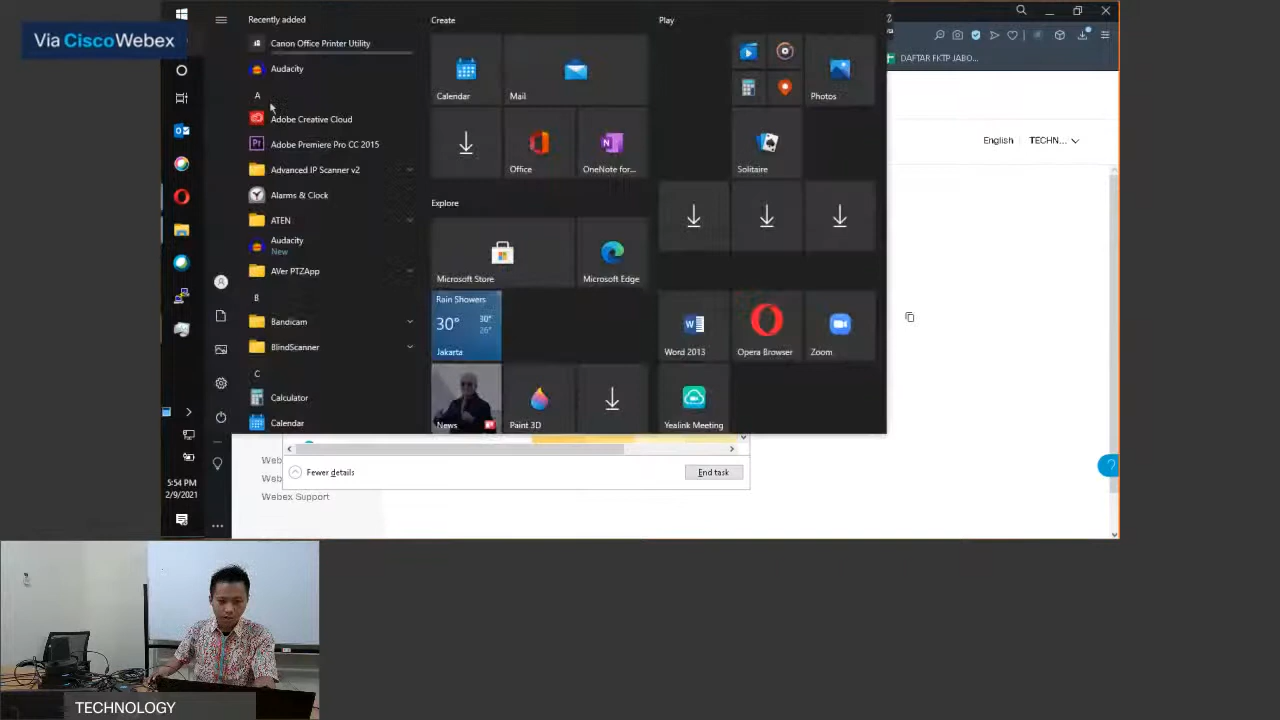 Via CiscoWebex
Recently added
Canon Office Printer Utility
Audacity
A
Adobe Creative Cloud
Adobe Premiere Pro CC 2015
Advanced IP Scanner v2
Alarms & Clock
ATEN
Audacity
New
AVer PTZApp
B
Bandicam
BlindScanner
C
Calculator
Calendar
Create
Calendar
Mail
Office
OneNote for...
Explore
Microsoft Store
Microsoft Edge
Rain Showers
30° 30°
26°
Jakarta
News
Paint 3D
Play
Photos
Solitaire
Word 2013
Opera Browser
Zoom
Yealink Meeting
DAFTAR FKTP JABO...
English
TECHN...
Web
Web
Webex Support
Fewer details
End task
5:54 PM
2/9/2021
TECHNOLOGY